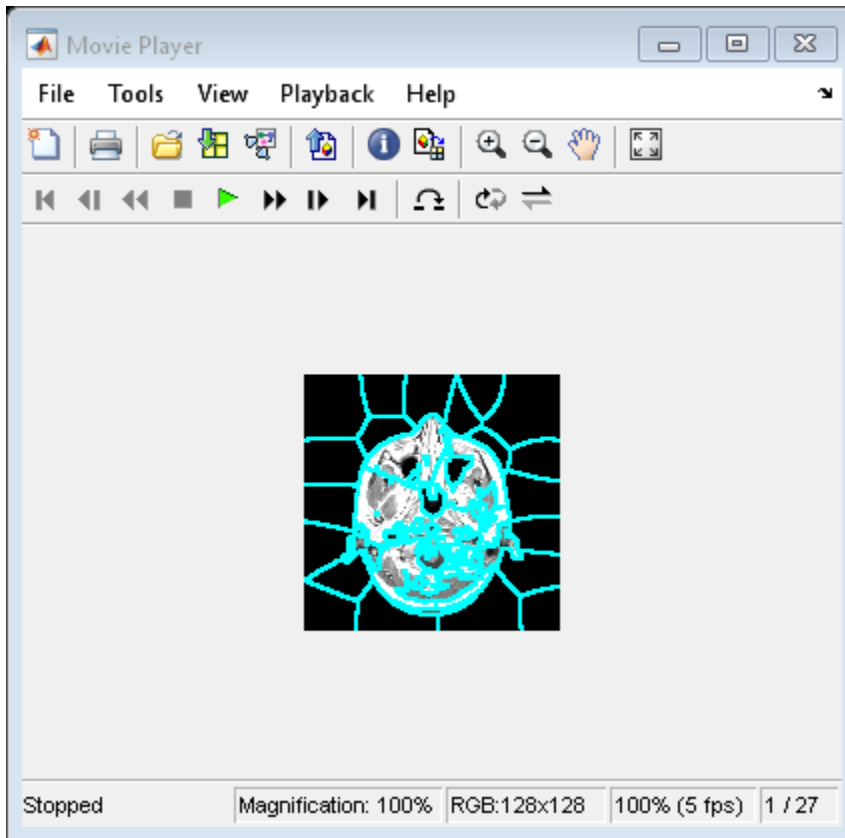 Movie Player
File Tools View Playback Help
Stopped Magnification: 100% RGB:128x128 100% (5 fps) 1 / 27